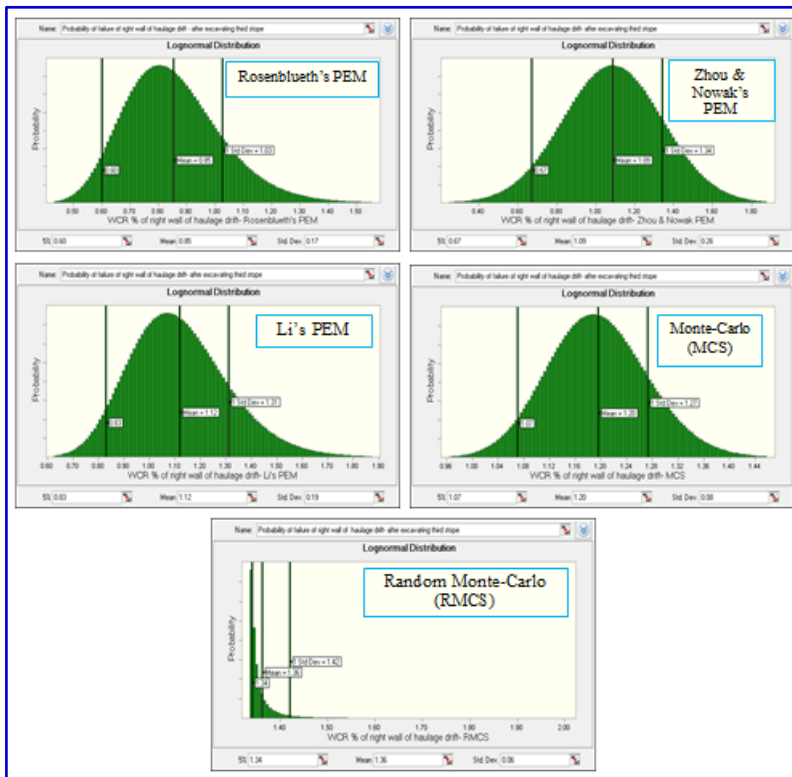 Name: Probability of failure of right wall of haulage drift - after excavating third stope
Lognormal Distribution
Rosenblueth's PEM
Probability
0.60
Mean = 0.85
1 Std Dev = 1.03
0.50 0.60 0.70 0.80 0.90 1.00 1.10 1.20 1.30 1.40 1.50
WCR % of right wall of haulage drift- Rosenblueth's PEM
5% 0.60 Mean 0.85 Std. Dev. 0.17
Name: Probability of failure of right wall of haulage drift- after excavating third stope
Lognormal Distribution
Zhou &
Nowak's
PEM
Probability
0.67
Mean = 1.09
1 Std Dev = 1.34
0.40 0.60 0.80 1.00 1.20 1.40 1.60 1.80
WCR % of right wall of haulage drift- Zhou & Nowak PEM
5% 0.67 Mean 1.09 Std. Dev. 0.26
Name: Probability of failure of right wall of haulage drift- after excavating third stope
Lognormal Distribution
Li's PEM
Probability
0.83
Mean = 1.12
1 Std Dev = 1.31
0.60 0.70 0.80 0.90 1.00 1.10 1.20 1.30 1.40 1.50 1.60 1.70 1.80 1.90
WCR % of right wall of haulage drift- Li's PEM
5% 0.83 Mean 1.12 Std. Dev. 0.19
Name: Probability of failure of right wall of haulage drift- after excavating third stope
Lognormal Distribution
Monte-Carlo
(MCS)
Probability
1.07
Mean = 1.20
1 Std Dev = 1.27
0.96 1.00 1.04 1.08 1.12 1.16 1.20 1.24 1.28 1.32 1.36 1.40 1.44
WCR % of right wall of haulage drift- MCS
5% 1.07 Mean 1.20 Std. Dev. 0.08
Name: Probability of failure of right wall of haulage drift- after excavating third stope
Lognormal Distribution
Random Monte-Carlo
(RMCS)
Probability
1 Std Dev = 1.42
Mean = 1.36
1.34
1.40 1.50 1.60 1.70 1.80 1.90 2.00
WCR % of right wall of haulage drift- RMCS
5% 1.34 Mean 1.36 Std. Dev. 0.06